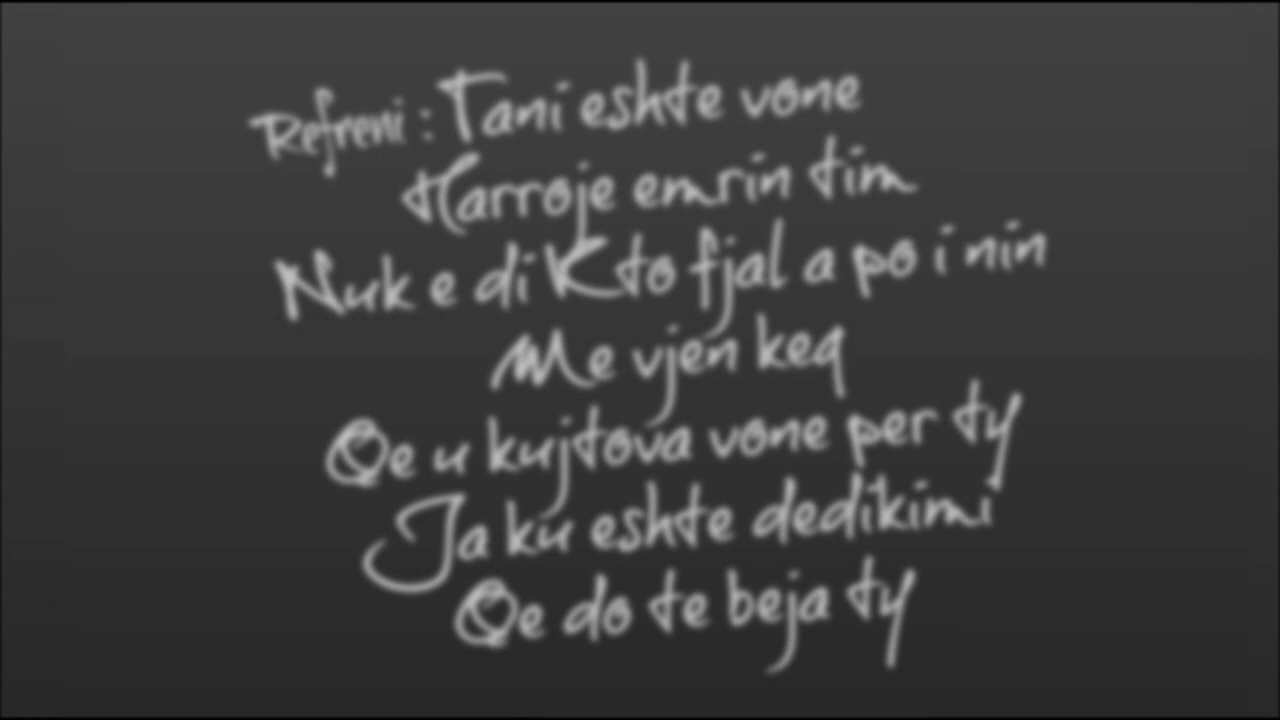 Refreni : Tani eshte vone
Harroje emrin tim
Nuk e di Kto fjal a po i nin
Me vjen keq
Qe u kujtova vone per ty
Ja ku eshte dedikimi
Qe do te beja ty